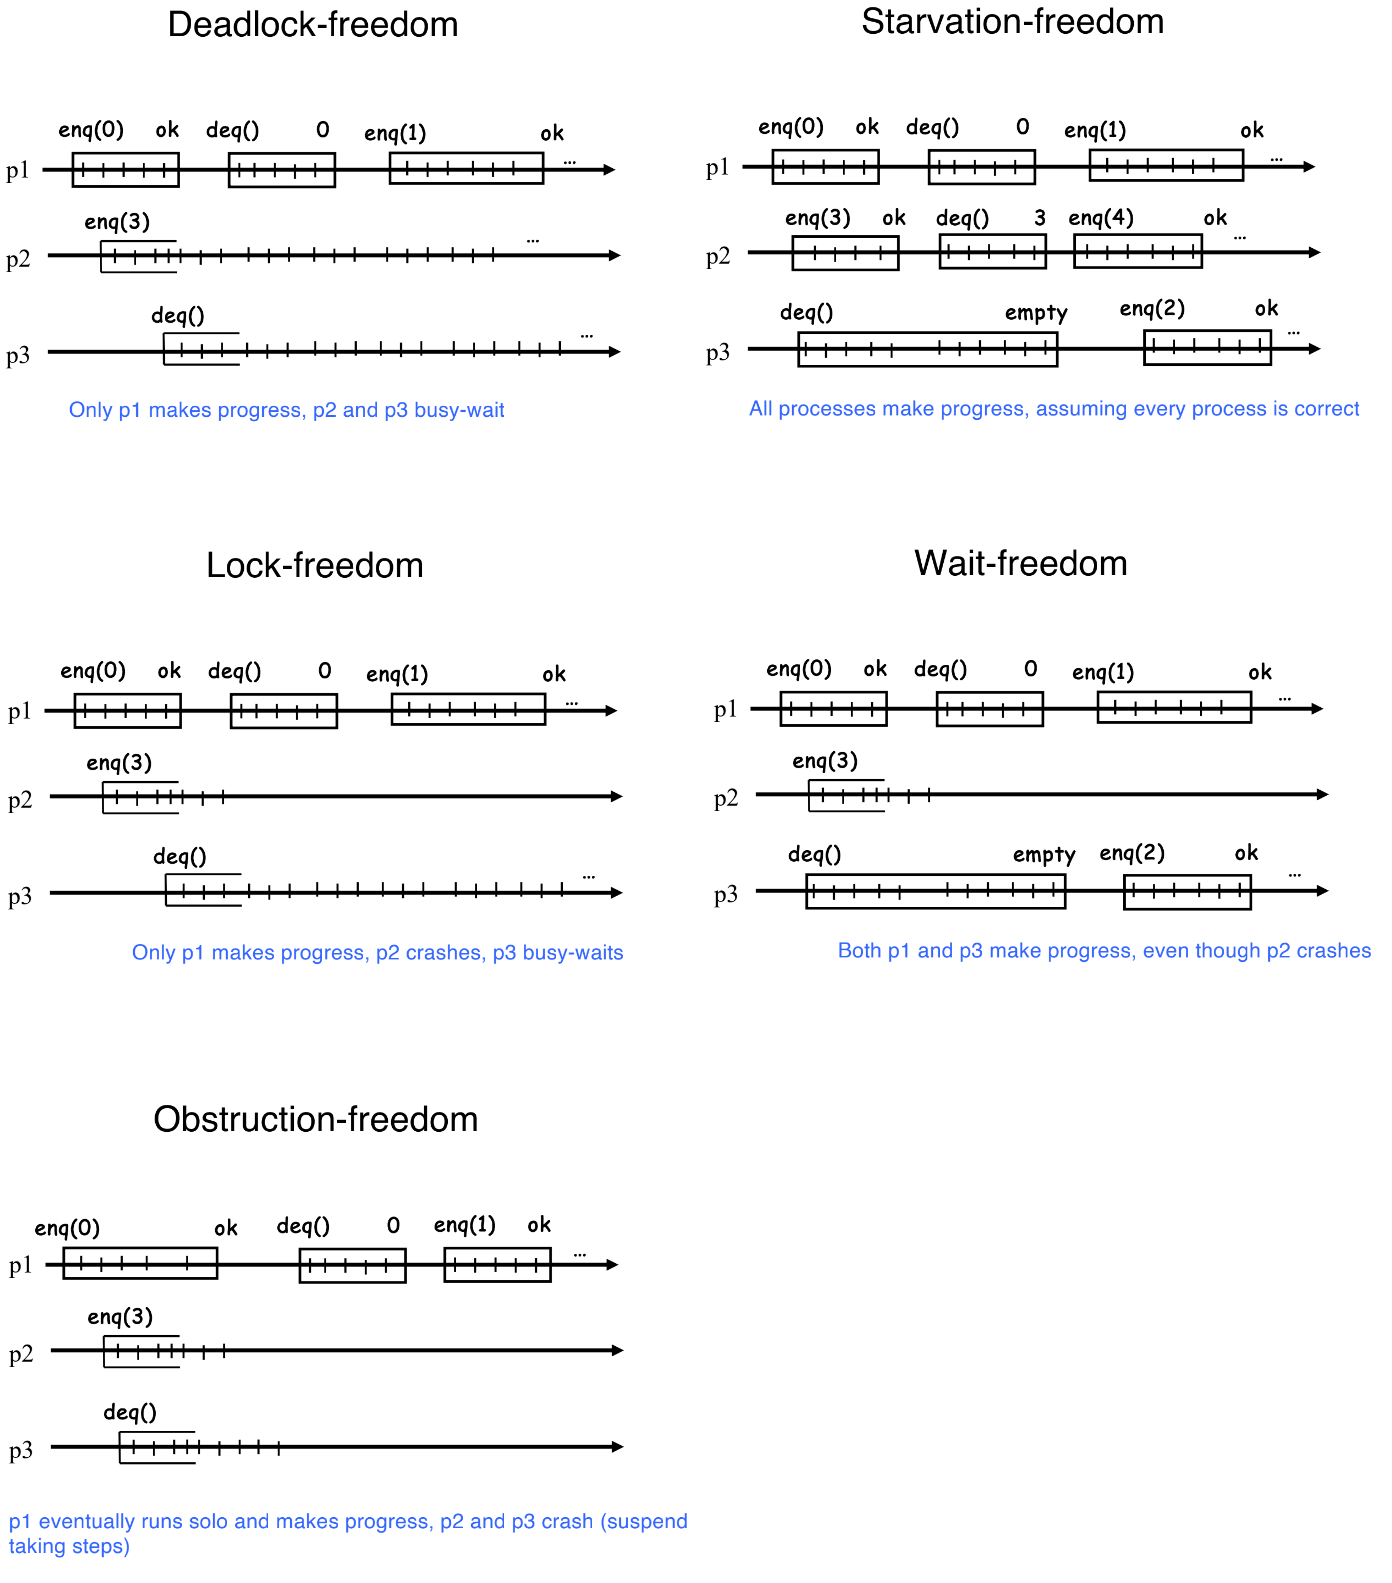 Deadlock-freedom
Starvation-freedom
enq(0) ok deq() 0 enq(1) ok
p1 ...
enq(3)
p2 ...
deq()
p3 ...
Only p1 makes progress, p2 and p3 busy-wait
enq(0) ok deq() 0 enq(1) ok
p1 ...
enq(3) ok deq() 3 enq(4) ok
p2 ...
deq() empty enq(2) ok
p3 ...
All processes make progress, assuming every process is correct
Lock-freedom
Wait-freedom
enq(0) ok deq() 0 enq(1) ok
p1 ...
enq(3)
p2
deq()
p3 ...
Only p1 makes progress, p2 crashes, p3 busy-waits
enq(0) ok deq() 0 enq(1) ok
p1 ...
enq(3)
p2
deq() empty enq(2) ok
p3 ...
Both p1 and p3 make progress, even though p2 crashes
Obstruction-freedom
enq(0) ok deq() 0 enq(1) ok
p1 ...
enq(3)
p2
deq()
p3
p1 eventually runs solo and makes progress, p2 and p3 crash (suspend
taking steps)